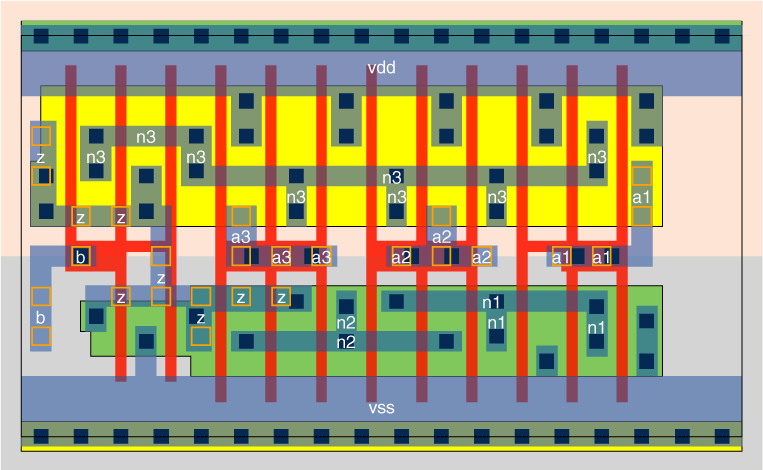 vdd
n3
z n3 n3 n3 n3
n3 n3 n3 a1
z z
a3 a2
b a3 a3 a2 a2 a1 a1
z
z z z n1
b z n2 n1 n1
n2
vss